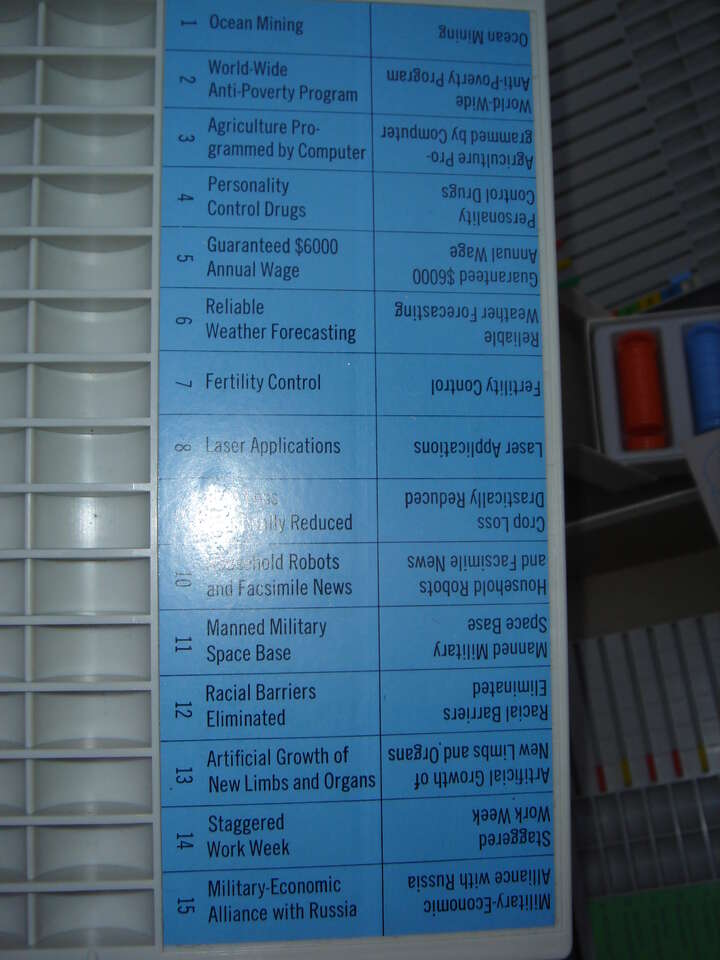 1 Ocean Mining
Ocean Mining
2 World-Wide
Anti-Poverty Program
World-Wide
Anti-Poverty Program
3 Agriculture Pro-
grammed by Computer
Agriculture Pro-
grammed by Computer
4 Personality
Control Drugs
Personality
Control Drugs
5 Guaranteed $6000
Annual Wage
Guaranteed $6000
Annual Wage
6 Reliable
Weather Forecasting
Reliable
Weather Forecasting
7 Fertility Control
Fertility Control
8 Laser Applications
Laser Applications
Reduced
Crop Loss
Drastically Reduced
10 Household Robots
and Facsimile News
Household Robots
and Facsimile News
11 Manned Military
Space Base
Manned Military
Space Base
12 Racial Barriers
Eliminated
Racial Barriers
Eliminated
13 Artificial Growth of
New Limbs and Organs
Artificial Growth of
New Limbs and Organs
14 Staggered
Work Week
Staggered
Work Week
15 Military-Economic
Alliance with Russia
Military-Economic
Alliance with Russia